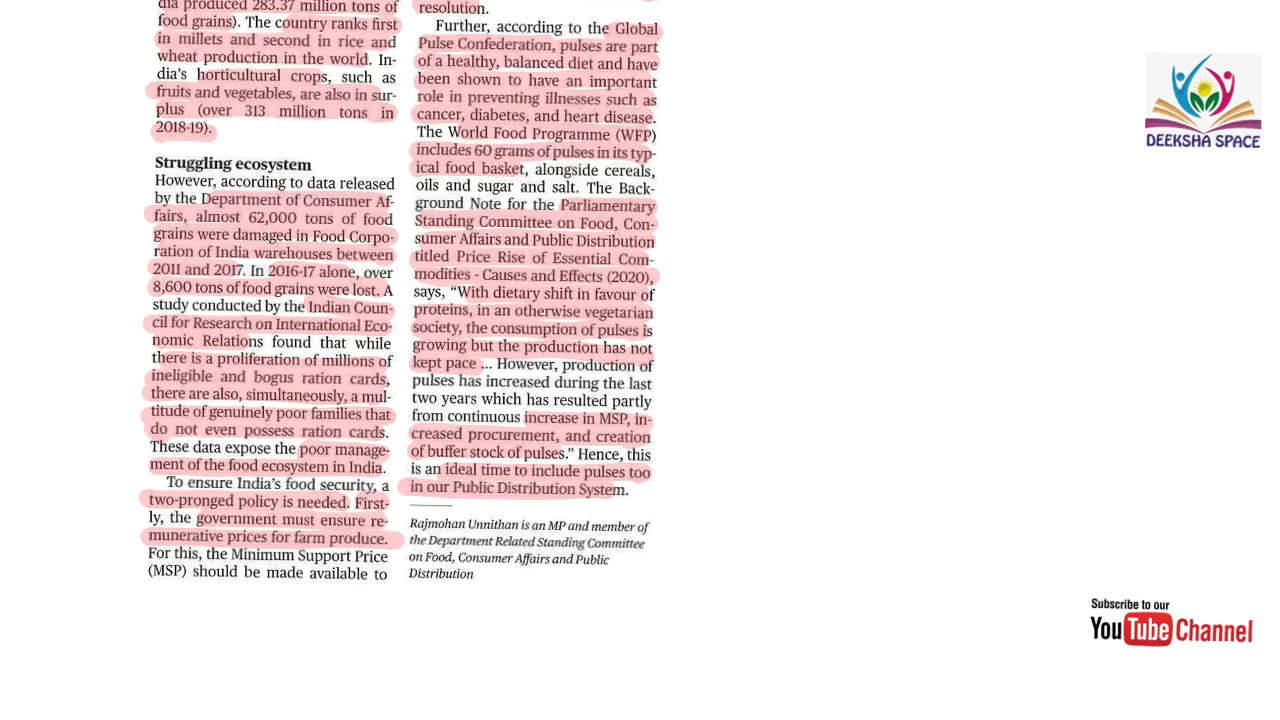 dia produced 283.37 million tons of
food grains). The country ranks first
in millets and second in rice and
wheat production in the world. In-
dia's horticultural crops, such as
fruits and vegetables, are also in sur-
plus (over 313 million tons in
2018-19).
Struggling ecosystem
However, according to data released
by the Department of Consumer Af-
fairs, almost 62,000 tons of food
grains were damaged in Food Corpo-
ration of India warehouses between
2011 and 2017. In 2016-17 alone, over
8,600 tons of food grains were lost. A
study conducted by the Indian Coun-
cil for Research on International Eco-
nomic Relations found that while
there is a proliferation of millions of
ineligible and bogus ration cards,
there are also, simultaneously, a mul-
titude of genuinely poor families that
do not even possess ration cards.
These data expose the poor manage-
ment of the food ecosystem in India.
To ensure India's food security, a
two-pronged policy is needed. First-
ly, the government must ensure re-
munerative prices for farm produce.
For this, the Minimum Support Price
(MSP) should be made available to
resolution.
Further, according to the Global
Pulse Confederation, pulses are part
of a healthy, balanced diet and have
been shown to have an important
role in preventing illnesses such as
cancer, diabetes, and heart disease.
The World Food Programme (WFP)
includes 60 grams of pulses in its typ-
ical food basket, alongside cereals,
oils and sugar and salt. The Back-
ground Note for the Parliamentary
Standing Committee on Food, Con-
sumer Affairs and Public Distribution
titled Price Rise of Essential Com-
modities - Causes and Effects (2020),
says, “With dietary shift in favour of
proteins, in an otherwise vegetarian
society, the consumption of pulses is
growing but the production has not
kept pace ... However, production of
pulses has increased during the last
two years which has resulted partly
from continuous increase in MSP, in-
creased procurement, and creation
of buffer stock of pulses.” Hence, this
is an ideal time to include pulses too
in our Public Distribution System.
Rajmohan Unnithan is an MP and member of
the Department Related Standing Committee
on Food, Consumer Affairs and Public
Distribution
DEEKSHA SPACE
Subscribe to our
YouTube Channel